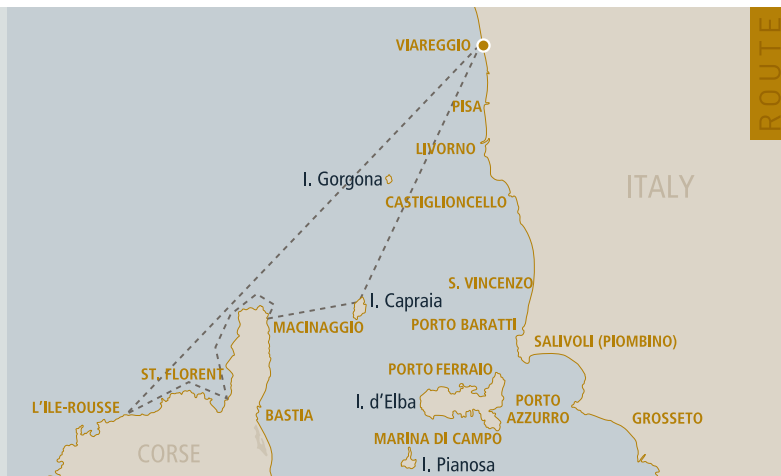 ROUTE
VIAREGGIO
PISA
LIVORNO
I. Gorgona
ITALY
CASTIGLIONCELLO
S. VINCENZO
I. Capraia
MACINAGGIO
PORTO BARATTI
SALIVOLI (PIOMBINO)
ST. FLORENT
PORTO FERRAIO
L'ILE-ROUSSE
I. d'Elba
PORTO
AZZURRO
BASTIA
GROSSETO
MARINA DI CAMPO
CORSE
I. Pianosa